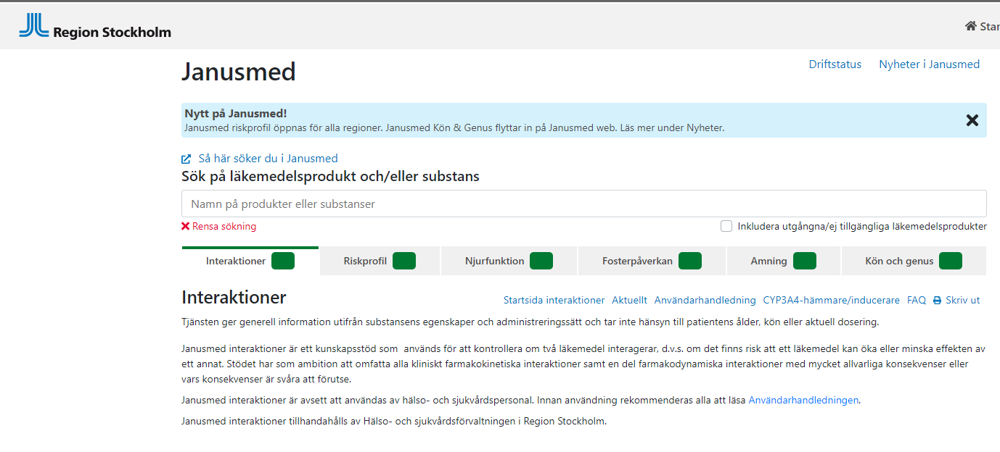 Region Stockholm
Star
Janusmed
Driftstatus Nyheter i Janusmed
Nytt på Janusmed!
Janusmed riskprofil öppnas för alla regioner. Janusmed Kön & Genus flyttar in på Janusmed web. Läs mer under Nyheter.
Så här söker du i Janusmed
Sök på läkemedelsprodukt och/eller substans
Namn på produkter eller substanser
Rensa sökning
Inkludera utgångna/ej tillgängliga läkemedelsprodukter
Interaktioner Riskprofil Njurfunktion Fosterpåverkan Amning Kön och genus
Interaktioner
Startsida interaktioner Aktuellt Användarhandledning CYP3A4-hämmare/inducerare FAQ Skriv ut
Tjänsten ger generell information utifrån substansens egenskaper och administreringssätt och tar inte hänsyn till patientens ålder, kön eller aktuell dosering.
Janusmed interaktioner är ett kunskapsstöd som används för att kontrollera om två läkemedel interagerar, d.v.s. om det finns risk att ett läkemedel kan öka eller minska effekten av
ett annat. Stödet har som ambition att omfatta alla kliniskt farmakokinetiska interaktioner samt en del farmakodynamiska interaktioner med mycket allvarliga konsekvenser eller
vars konsekvenser är svåra att förutse.
Janusmed interaktioner är avsett att användas av hälso- och sjukvårdspersonal. Innan användning rekommenderas alla att läsa Användarhandledningen.
Janusmed interaktioner tillhandahålls av Hälso- och sjukvårdsförvaltningen i Region Stockholm.